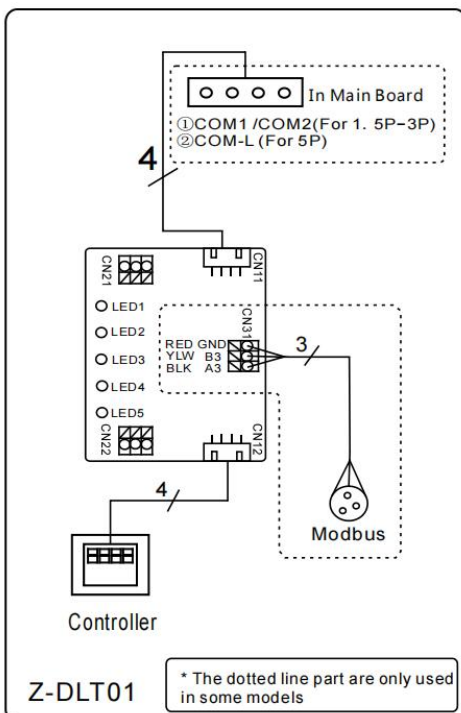 In Main Board
①COM1 /COM2(For 1. 5P-3P)
②COM-L (For 5P)
4
CN21
CN11
LED1
LED2
LED3
LED4
LED5
CN31
RED GND
YLW B3
BLK A3
3
CN22
CN12
4
Modbus
Controller
Z-DLT01
* The dotted line part are only used
in some models